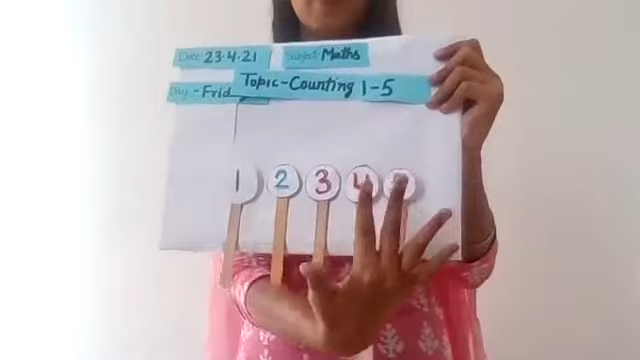 Date: 23.4.21 Subject: Maths
Day - Frid
Topic-Counting 1-5
1 2 3 4